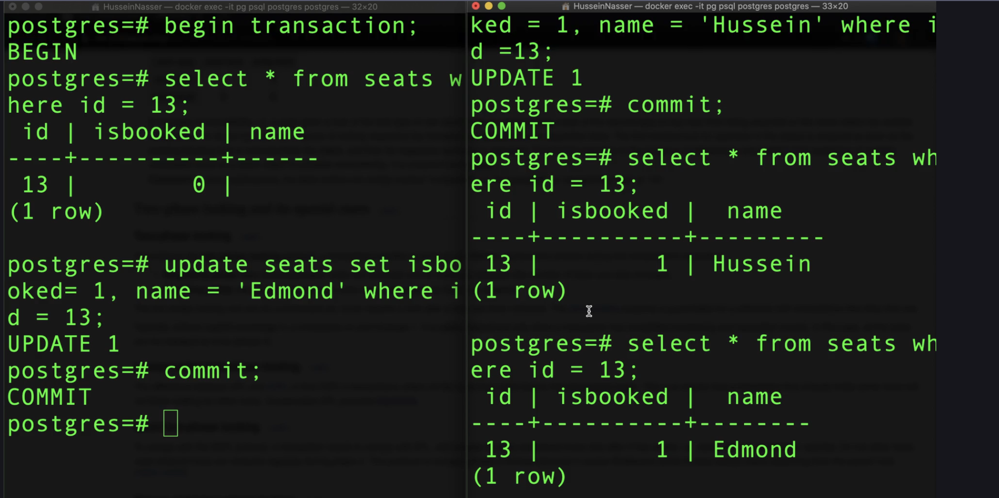 HusseinNasser — docker exec -it pg psql postgres postgres — 32×20
postgres=# begin transaction;
BEGIN
postgres=# select * from seats w
here id = 13;
 id | isbooked | name
----+----------+------
 13 |        0 |
(1 row)
postgres=# update seats set isbo
oked= 1, name = 'Edmond' where i
d = 13;
UPDATE 1
postgres=# commit;
COMMIT
postgres=#
HusseinNasser — docker exec -it pg psql postgres postgres — 33×20
ked = 1, name = 'Hussein' where i
d =13;
UPDATE 1
postgres=# commit;
COMMIT
postgres=# select * from seats wh
ere id = 13;
 id | isbooked |  name
----+----------+---------
 13 |        1 | Hussein
(1 row)
postgres=# select * from seats wh
ere id = 13;
 id | isbooked |  name
----+----------+--------
 13 |        1 | Edmond
(1 row)